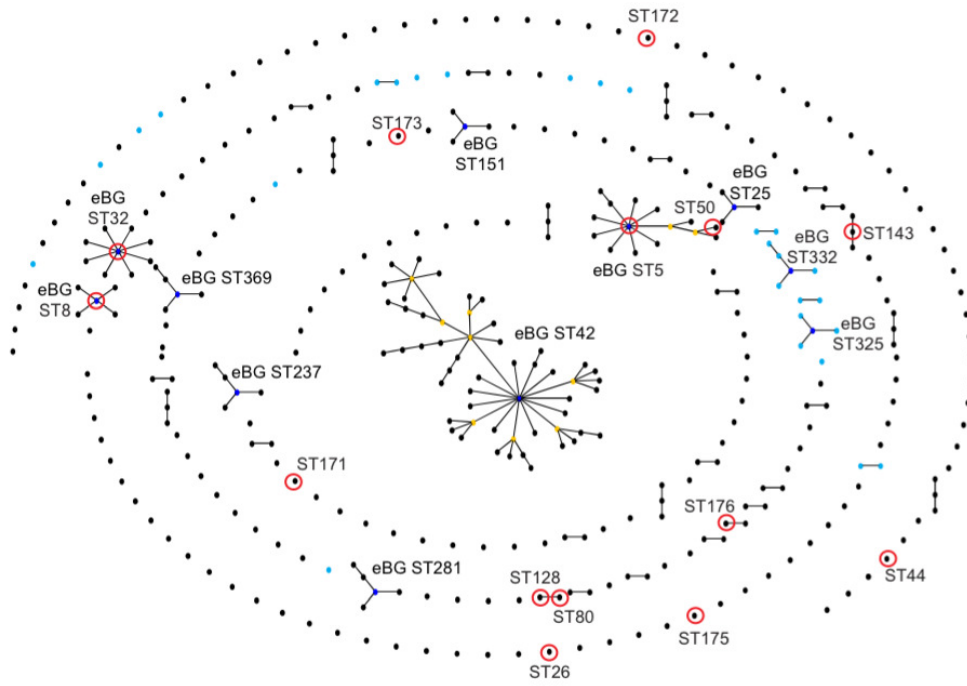 ST172
ST173
eBG
ST151
eBG
ST25
eBG
ST32
ST50
eBG
ST332
ST143
eBG ST5
eBG ST369
eBG
ST8
eBG ST42
eBG
ST325
eBG ST237
ST171
ST176
eBG ST281
ST128
ST80
ST44
ST175
ST26